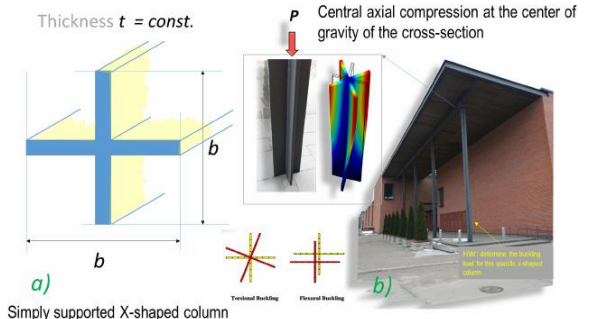 Thickness t = const.
P
Central axial compression at the center of
gravity of the cross-section
b
b
a)
Torsional Buckling
Flexural Buckling
b)
HW: determine the buckling
load for this specific x-shaped
column
Simply supported X-shaped column